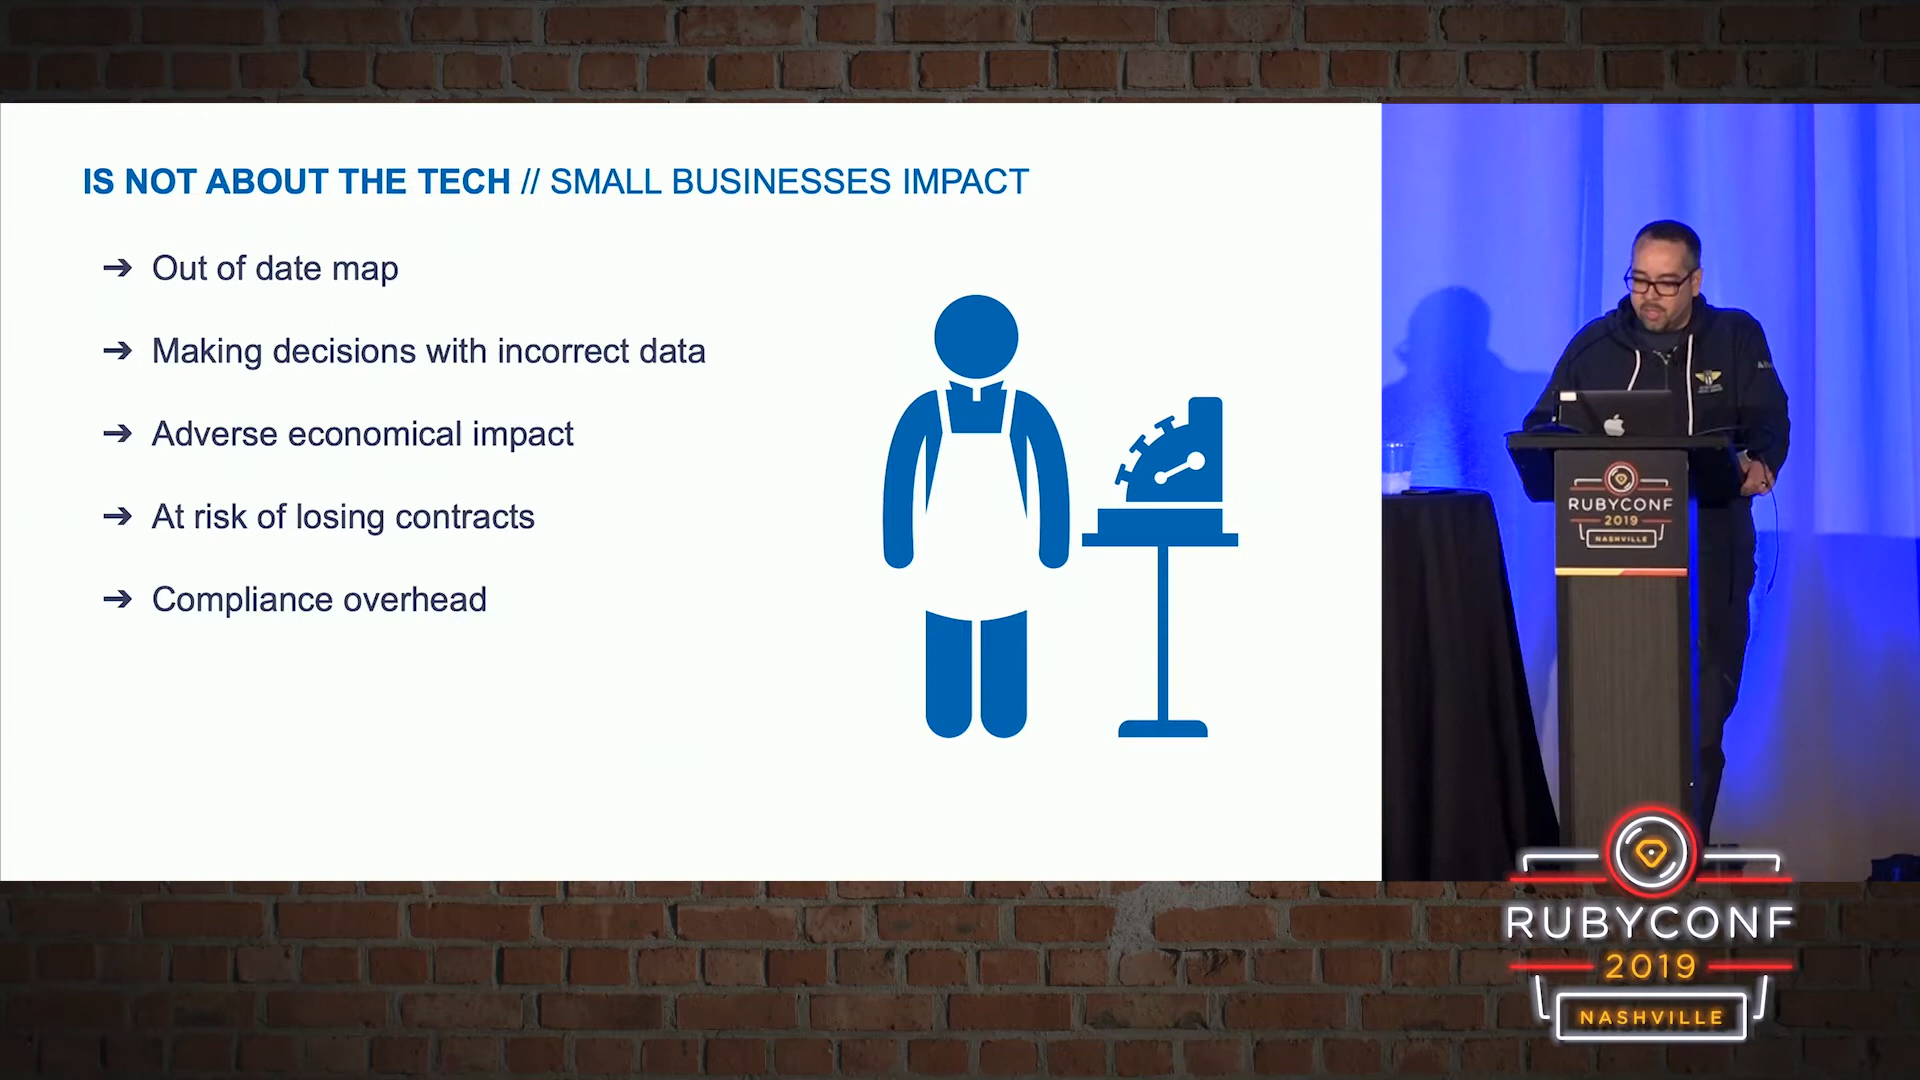 IS NOT ABOUT THE TECH // SMALL BUSINESSES IMPACT
➔ Out of date map
➔ Making decisions with incorrect data
➔ Adverse economical impact
➔ At risk of losing contracts
➔ Compliance overhead
RUBYCONF
2019
NASHVILLE
RUBYCONF
2019
NASHVILLE